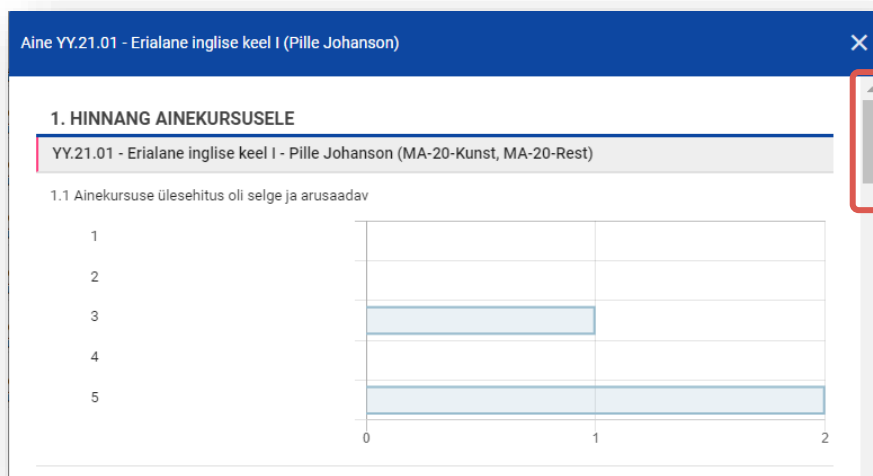 Aine YY.21.01 - Erialane inglise keel I (Pille Johanson)
1. HINNANG AINEKURSUSELE
YY.21.01 - Erialane inglise keel I - Pille Johanson (MA-20-Kunst, MA-20-Rest)
1.1 Ainekursuse ülesehitus oli selge ja arusaadav
1
2
3
4
5
0 1 2